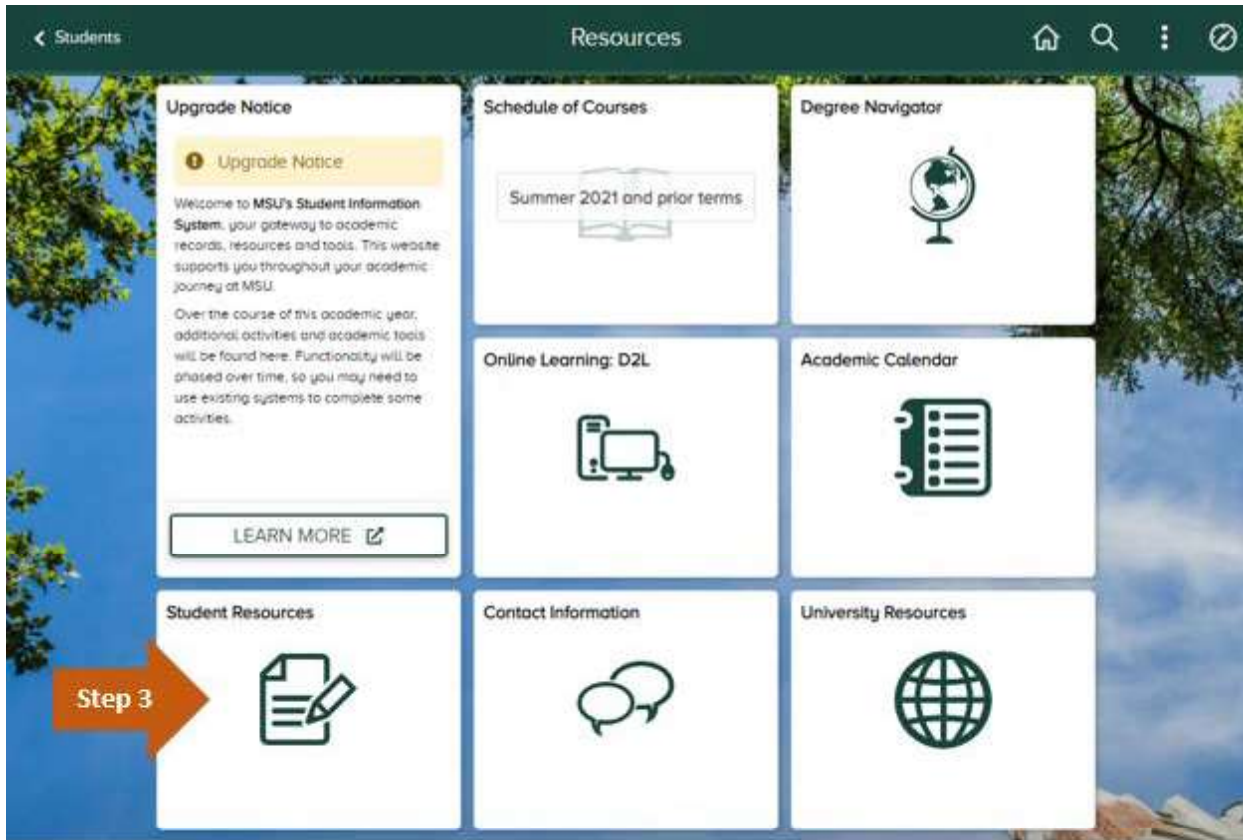 Students
Resources
Upgrade Notice
Upgrade Notice
Welcome to MSU's Student Information
System, your gateway to academic
records, resources and tools. This website
supports you throughout your academic
journey at MSU.
Over the course of this academic year,
additional activities and academic tools
will be found here. Functionality will be
phased over time, so you may need to
use existing systems to complete some
activities.
LEARN MORE
Schedule of Courses
Summer 2021 and prior terms
Degree Navigator
Online Learning: D2L
Academic Calendar
Student Resources
Step 3
Contact Information
University Resources